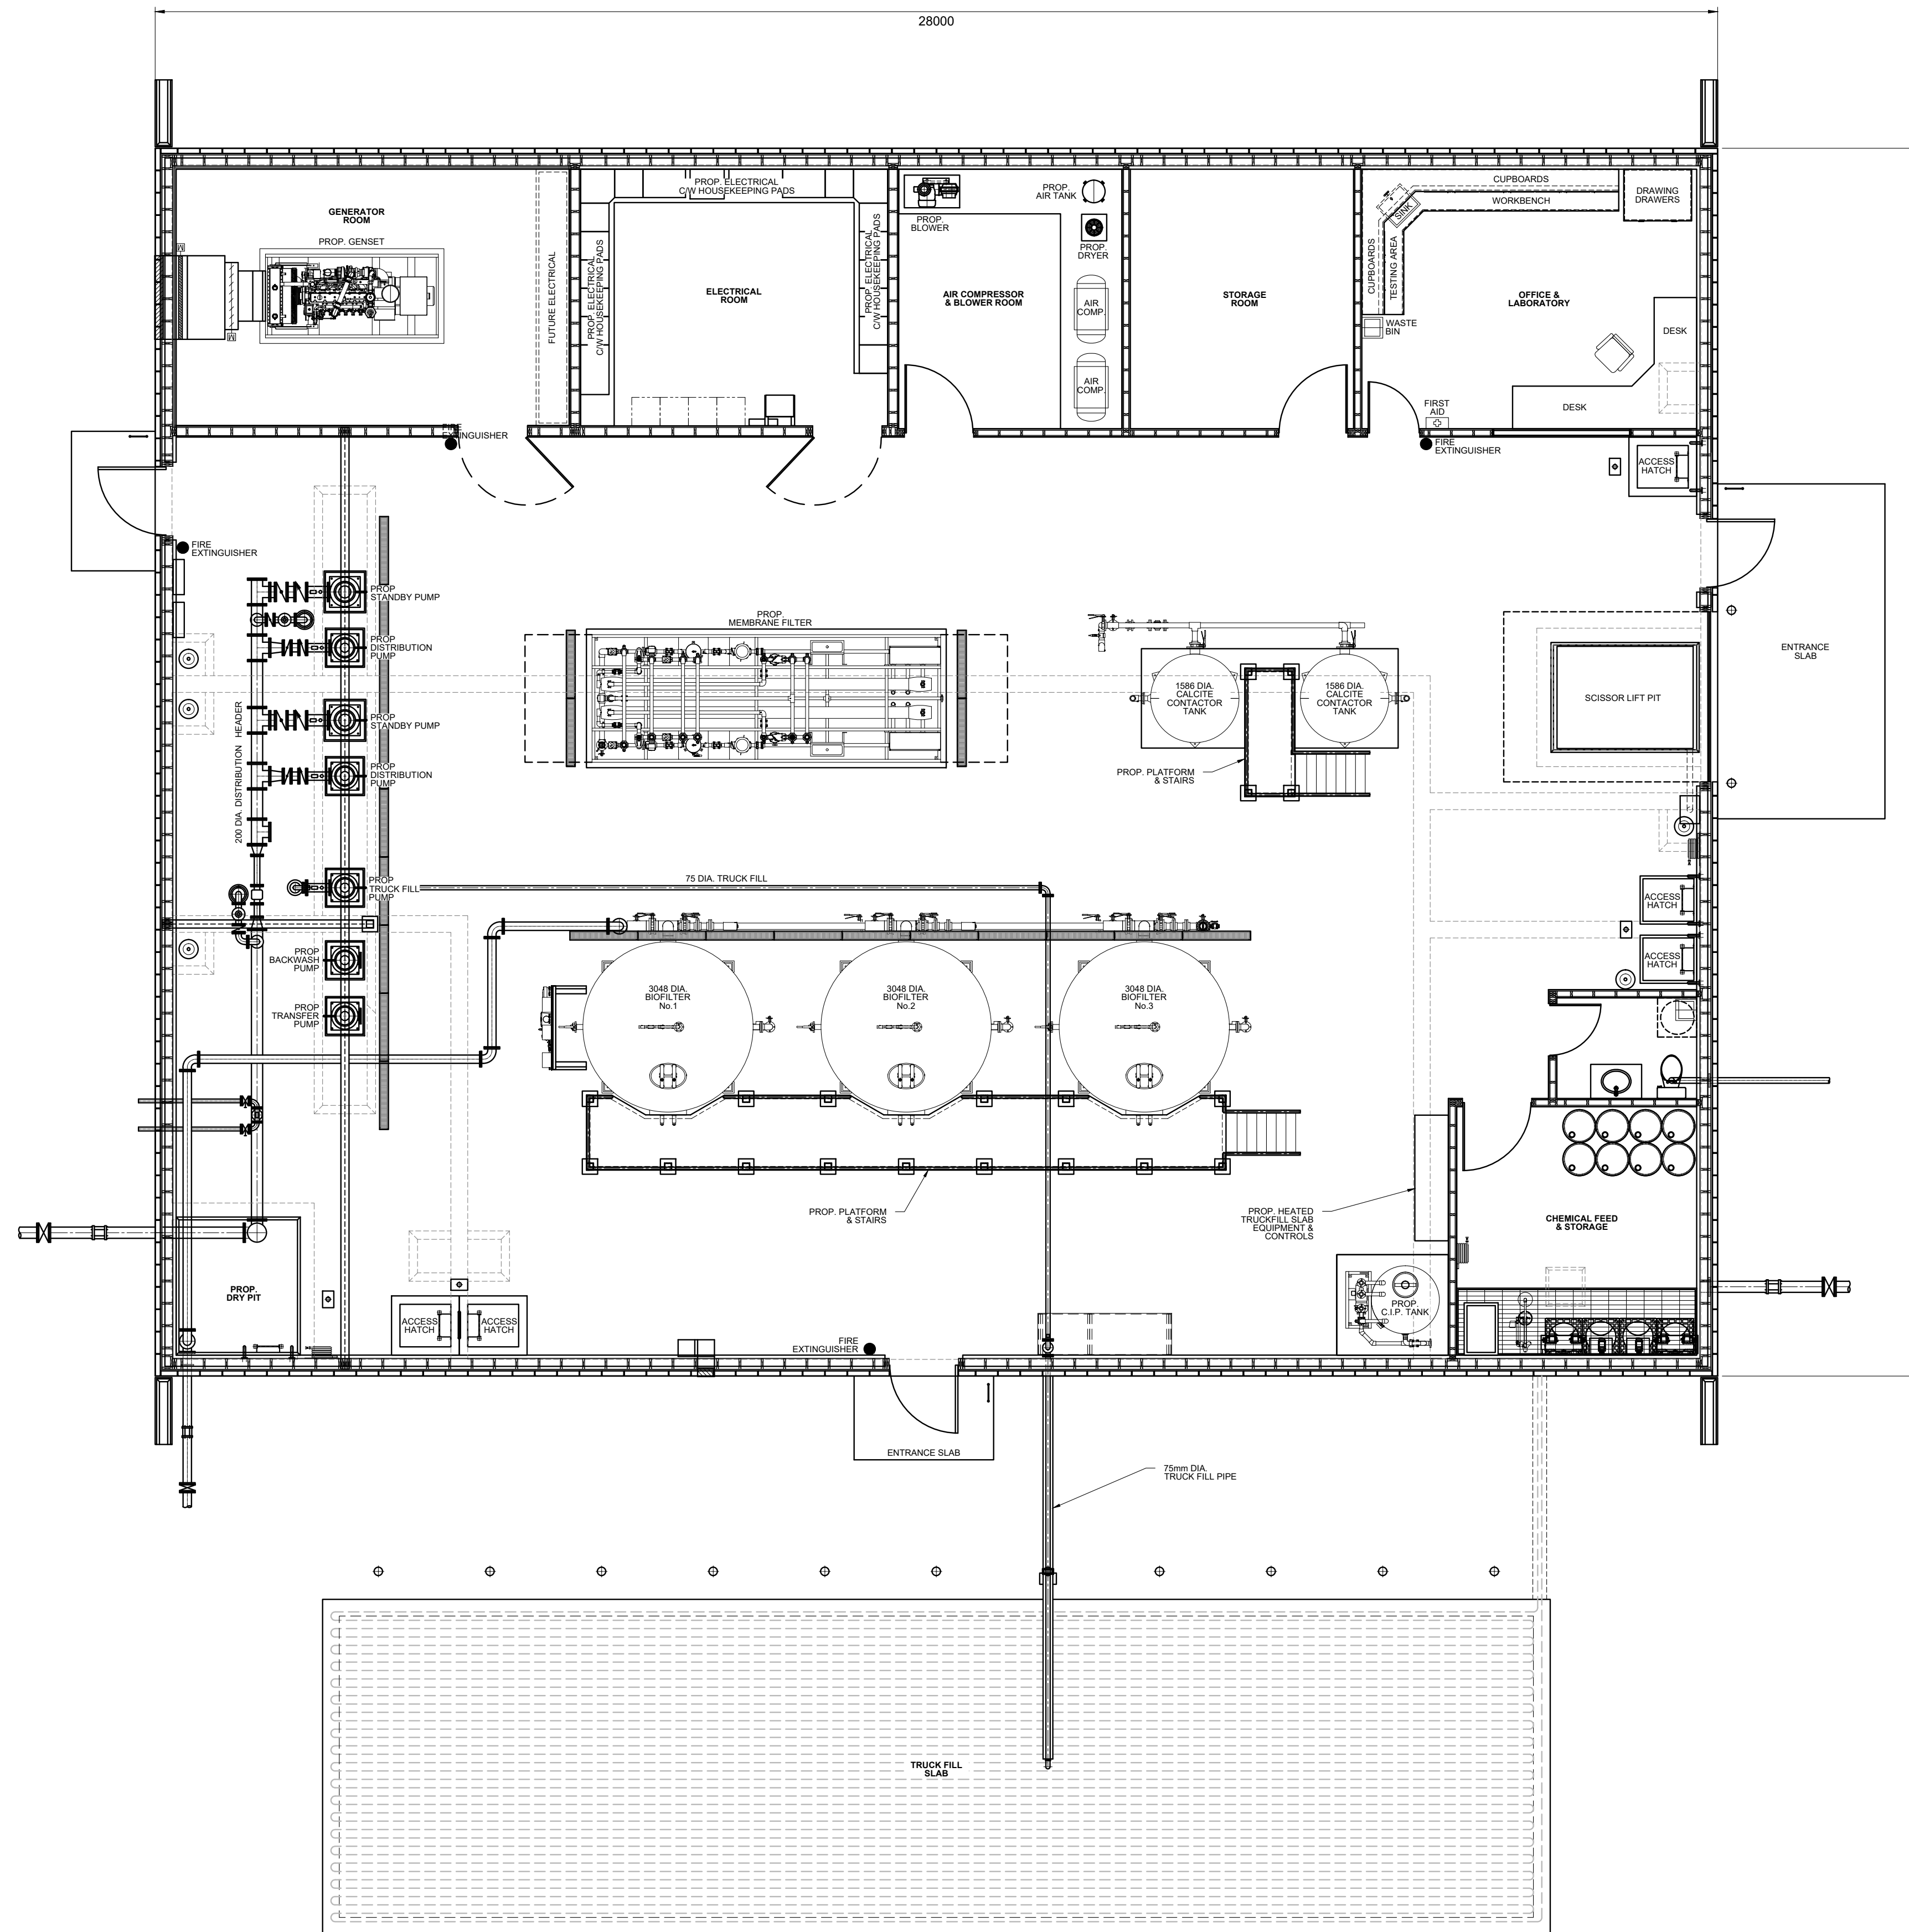 28000
GENERATOR
ROOM
PROP. GENSET
FUTURE ELECTRICAL
PROP. ELECTRICAL
C/W HOUSEKEEPING PADS
PROP. ELECTRICAL
C/W HOUSEKEEPING PADS
ELECTRICAL
ROOM
PROP. ELECTRICAL
C/W HOUSEKEEPING PADS
PROP.
BLOWER
PROP.
AIR TANK
PROP.
DRYER
AIR COMPRESSOR
& BLOWER ROOM
AIR
COMP.
AIR
COMP.
STORAGE
ROOM
CUPBOARDS
WORKBENCH
SINK
DRAWING
DRAWERS
CUPBOARDS
TESTING AREA
OFFICE &
LABORATORY
WASTE
BIN
DESK
DESK
FIRST
AID
FIRE
EXTINGUISHER
FIRE
EXTINGUISHER
ACCESS
HATCH
FIRE
EXTINGUISHER
PROP
STANDBY PUMP
PROP
DISTRIBUTION
PUMP
PROP
STANDBY PUMP
PROP
DISTRIBUTION
PUMP
200 DIA. DISTRIBUTION HEADER
PROP
TRUCK FILL
PUMP
PROP
BACKWASH
PUMP
PROP
TRANSFER
PUMP
PROP.
MEMBRANE FILTER
1586 DIA.
CALCITE
CONTACTOR
TANK
1586 DIA.
CALCITE
CONTACTOR
TANK
PROP. PLATFORM
& STAIRS
SCISSOR LIFT PIT
ENTRANCE
SLAB
75 DIA. TRUCK FILL
ACCESS
HATCH
ACCESS
HATCH
3048 DIA.
BIOFILTER
No.1
3048 DIA.
BIOFILTER
No.2
3048 DIA.
BIOFILTER
No.3
PROP. PLATFORM
& STAIRS
PROP. HEATED
TRUCKFILL SLAB
EQUIPMENT &
CONTROLS
CHEMICAL FEED
& STORAGE
PROP.
DRY PIT
ACCESS
HATCH
ACCESS
HATCH
FIRE
EXTINGUISHER
PROP.
C.I.P. TANK
ENTRANCE SLAB
75mm DIA.
TRUCK FILL PIPE
TRUCK FILL
SLAB